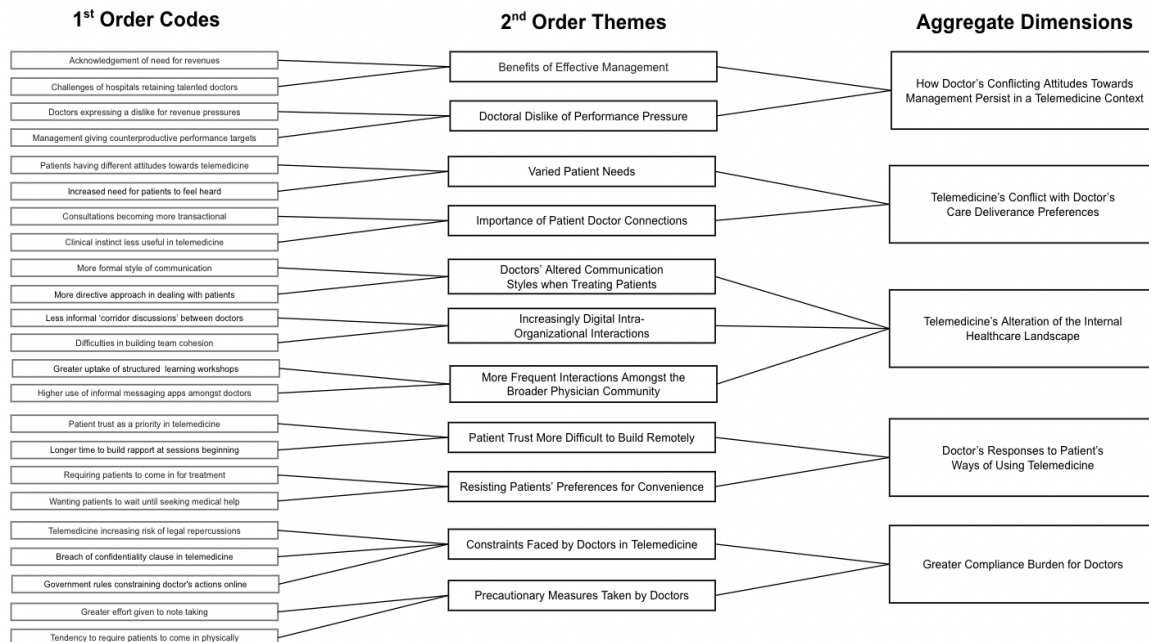 1st Order Codes
2nd Order Themes
Aggregate Dimensions
Acknowledgement of need for revenues
Challenges of hospitals retaining talented doctors
Doctors expressing a dislike for revenue pressures
Management giving counterproductive performance targets
Patients having different attitudes towards telemedicine
Increased need for patients to feel heard
Consultations becoming more transactional
Clinical instinct less useful in telemedicine
More formal style of communication
More directive approach in dealing with patients
Less informal ‘corridor discussions’ between doctors
Difficulties in building team cohesion
Greater uptake of structured learning workshops
Higher use of informal messaging apps amongst doctors
Patient trust as a priority in telemedicine
Longer time to build rapport at sessions beginning
Requiring patients to come in for treatment
Wanting patients to wait until seeking medical help
Telemedicine increasing risk of legal repercussions
Breach of confidentiality clause in telemedicine
Government rules constraining doctor's actions online
Greater effort given to note taking
Tendency to require patients to come in physically
Benefits of Effective Management
Doctoral Dislike of Performance Pressure
Varied Patient Needs
Importance of Patient Doctor Connections
Doctors’ Altered Communication
Styles when Treating Patients
Increasingly Digital Intra-
Organizational Interactions
More Frequent Interactions Amongst the
Broader Physician Community
Patient Trust More Difficult to Build Remotely
Resisting Patients’ Preferences for Convenience
Constraints Faced by Doctors in Telemedicine
Precautionary Measures Taken by Doctors
How Doctor’s Conflicting Attitudes Towards
Management Persist in a Telemedicine Context
Telemedicine’s Conflict with Doctor’s
Care Deliverance Preferences
Telemedicine’s Alteration of the Internal
Healthcare Landscape
Doctor’s Responses to Patient’s
Ways of Using Telemedicine
Greater Compliance Burden for Doctors